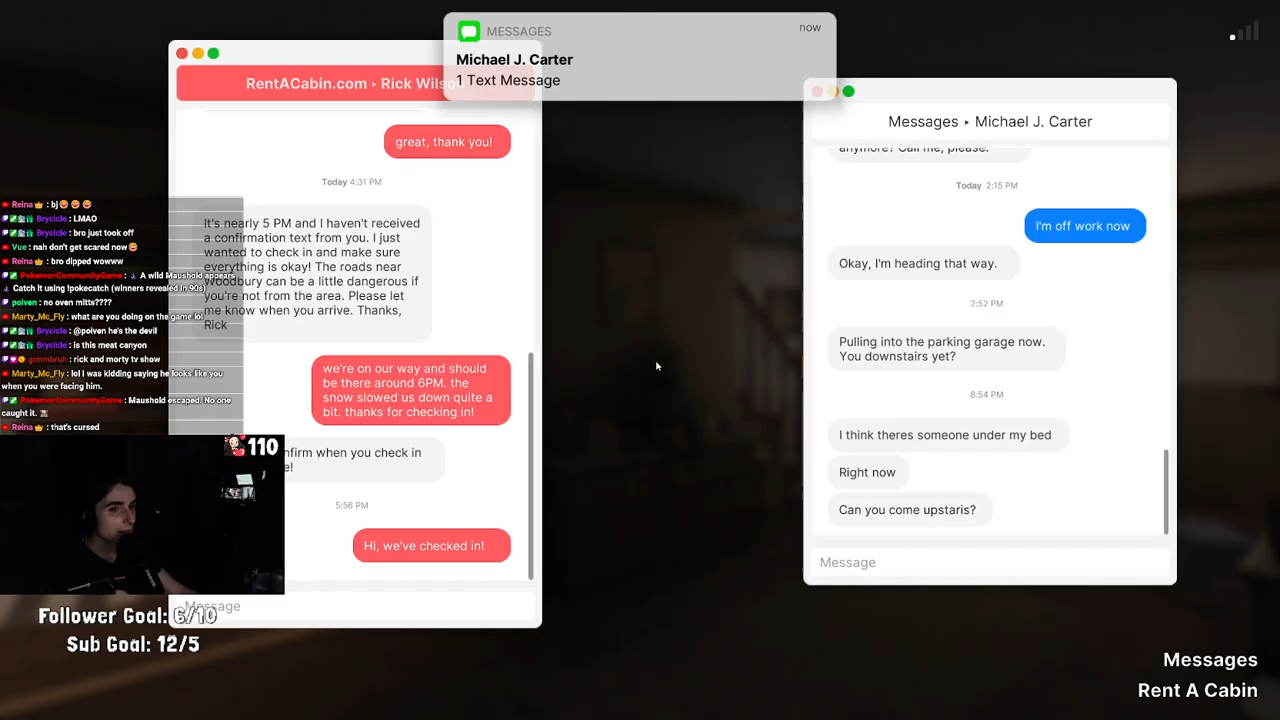 MESSAGES
now
Michael J. Carter
1 Text Message
RentACabin.com ‣ Rick Wils
great, thank you!
Today 4:31 PM
It's nearly 5 PM and I haven't received
a confirmation text from you. I just
wanted to check in and make sure
everything is okay! The roads near
Woodbury can be a little dangerous if
you're not from the area. Please let
me know when you arrive. Thanks,
Rick
we're on our way and should
be there around 6PM. the
snow slowed us down quite a
bit. thanks for checking in!
nfirm when you check in
e!
5:56 PM
Hi, we've checked in!
Message
Messages ‣ Michael J. Carter
anymore? Call me, please.
Today 2:15 PM
I'm off work now
Okay, I'm heading that way.
2:52 PM
Pulling into the parking garage now.
You downstairs yet?
8:54 PM
I think theres someone under my bed
Right now
Can you come upstaris?
Message
Messages
Rent A Cabin
Reina : bj
Brycicle : LMAO
Brycicle : bro just took off
Vue : nah don't get scared now
Reina : bro dipped wowww
PokemonCommunityGame : A wild Maushold appears
Catch it using !pokecatch (winners revealed in 90s)
poiven : no oven mitts????
Marty_Mc_Fly : what are you doing on the game lol
Brycicle : @poiven he's the devil
Brycicle : is this meat canyon
gimmbruh : rick and morty tv show
Marty_Mc_Fly : lol I was kidding saying he looks like you
when you were facing him.
PokemonCommunityGame : Maushold escaped. No one
caught it.
Reina : that's cursed
110
Follower Goal: 6/10
Sub Goal: 12/5